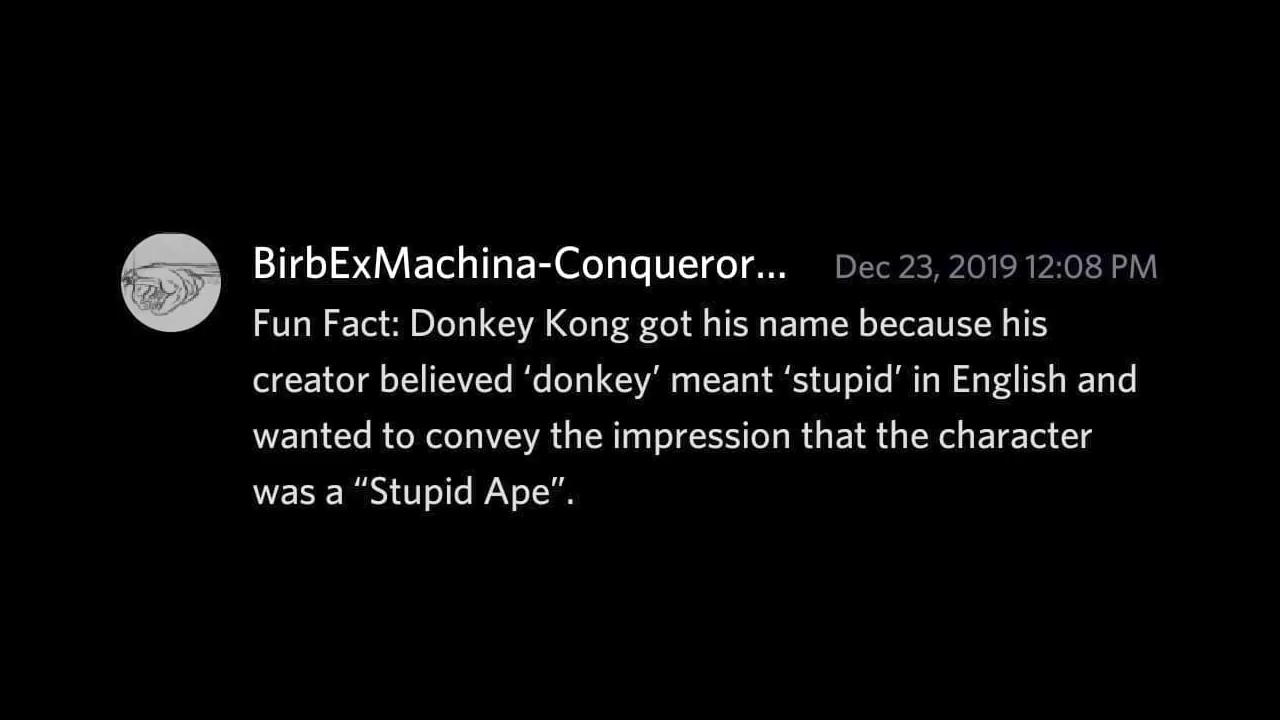 BirbExMachina-Conqueror... Dec 23, 2019 12:08 PM
Fun Fact: Donkey Kong got his name because his
creator believed ‘donkey’ meant ‘stupid’ in English and
wanted to convey the impression that the character
was a “Stupid Ape”.